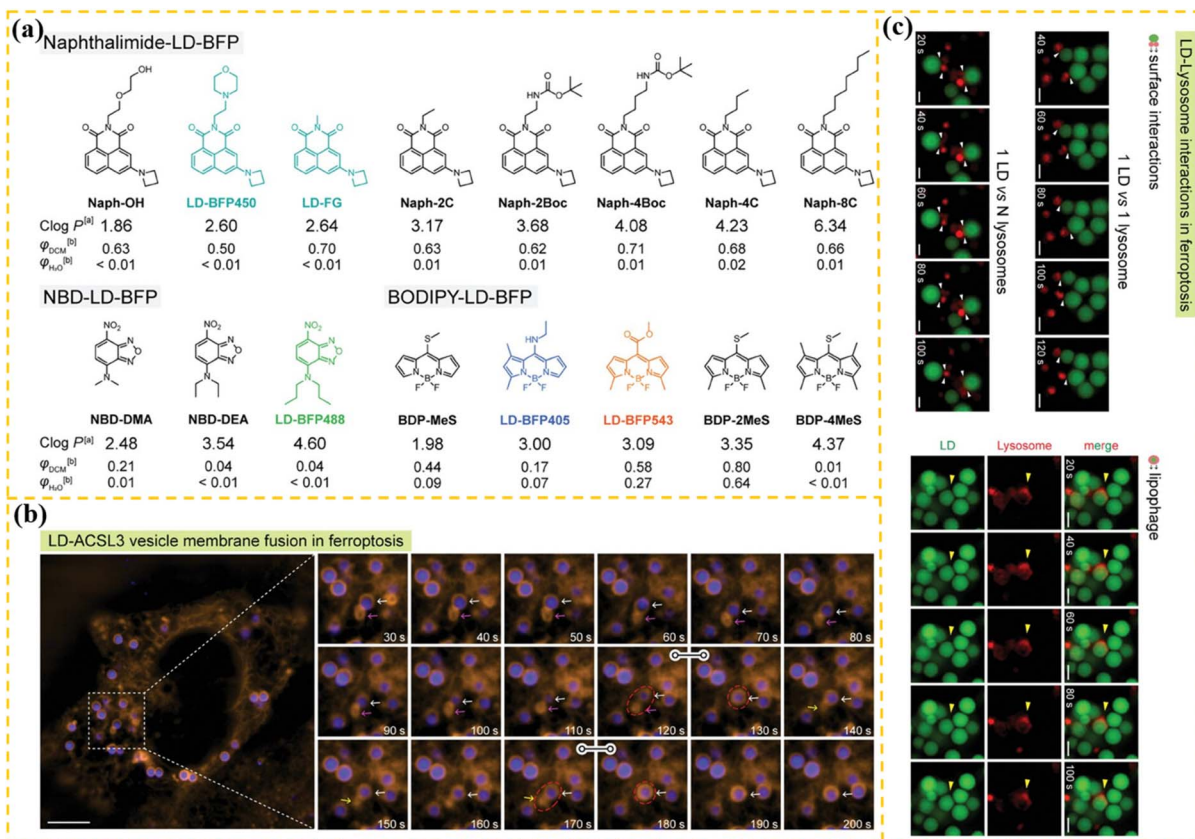 (a)
Naphthalimide-LD-BFP
Naph-OH LD-BFP450 LD-FG Naph-2C Naph-2Boc Naph-4Boc Naph-4C Naph-8C
Clog P[a] 1.86 2.60 2.64 3.17 3.68 4.08 4.23 6.34
φDCM[b] 0.63 0.50 0.70 0.63 0.62 0.71 0.68 0.66
φH₂O[b] < 0.01 < 0.01 < 0.01 0.01 0.01 0.01 0.02 0.01
NBD-LD-BFP BODIPY-LD-BFP
NBD-DMA NBD-DEA LD-BFP488 BDP-MeS LD-BFP405 LD-BFP543 BDP-2MeS BDP-4MeS
Clog P[a] 2.48 3.54 4.60 1.98 3.00 3.09 3.35 4.37
φDCM[b] 0.21 0.04 0.04 0.44 0.17 0.58 0.80 0.01
φH₂O[b] 0.01 < 0.01 < 0.01 0.09 0.07 0.27 0.64 < 0.01
(b)
LD-ACSL3 vesicle membrane fusion in ferroptosis
30 s 40 s 50 s 60 s 70 s 80 s
90 s 100 s 110 s 120 s 130 s 140 s
150 s 160 s 170 s 180 s 190 s 200 s
(c)
LD-Lysosome interactions in ferroptosis
: surface interactions
1 LD vs 1 lysosome
40 s 60 s 80 s 100 s 120 s
1 LD vs N lysosomes
20 s 40 s 60 s 80 s 100 s
: lipophage
merge
Lysosome
LD
20 s 40 s 60 s 80 s 100 s